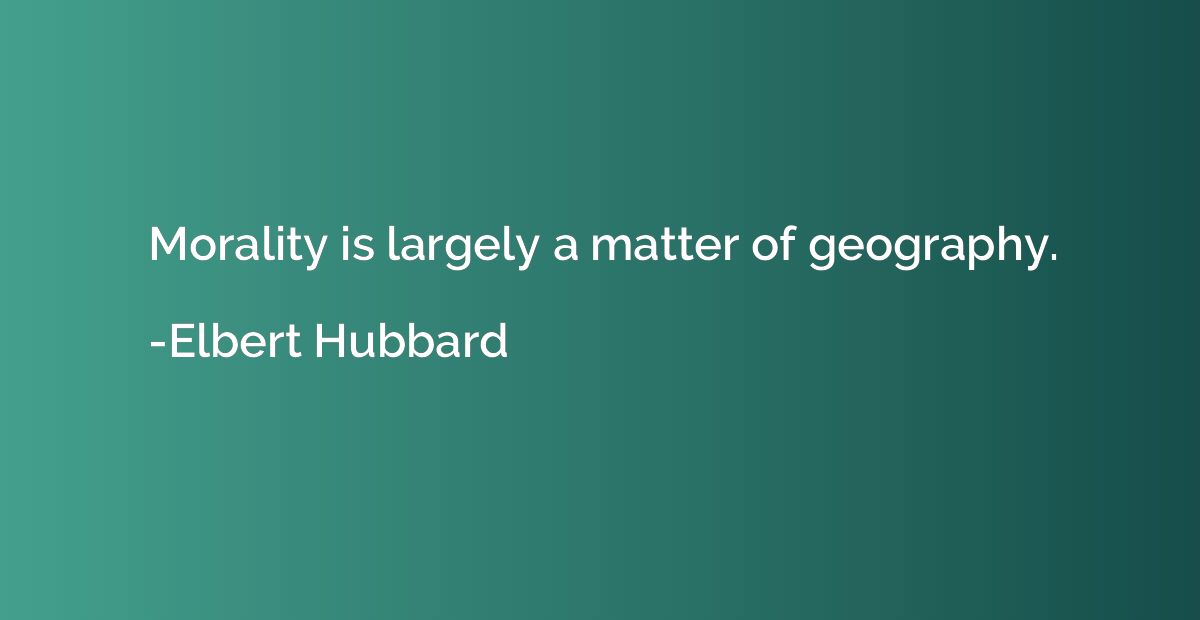 Morality is largely a matter of geography.
-Elbert Hubbard